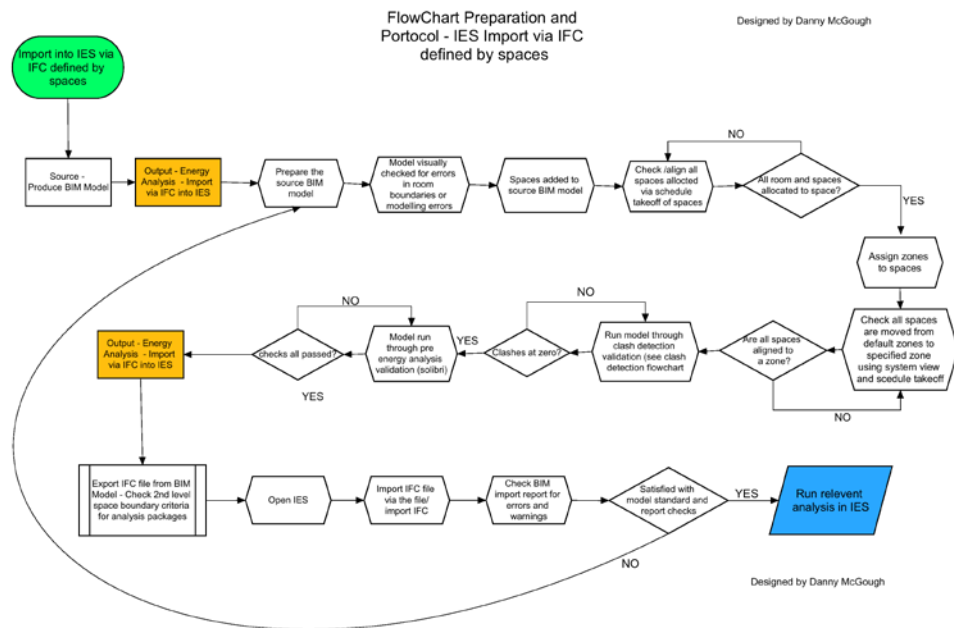 FlowChart Preparation and
Portocol - IES Import via IFC
defined by spaces
Designed by Danny McGough
Import into IES via
IFC defined by
spaces
Source -
Produce BIM Model
Output - Energy
Analysis - Import
via IFC into IES
Prepare the
source BIM
model
Model visually
checked for errors
in room
boundaries or
modelling errors
Spaces added to
source BIM model
Check /align all
spaces allocted
via schedule
takeoff of spaces
NO
All room and spaces
allocated to space?
YES
Assign zones
to spaces
Check all spaces
are moved from
default zones to
specified zone
using system view
and scedule takeoff
Are all spaces
aligned to
a zone?
NO
Run model through
clash detection
validation (see clash
detection flowchart
NO
Clashes at zero?
YES
Model run
through pre
energy analysis
validation (solibri)
NO
checks all passed?
YES
Output - Energy
Analysis - Import
via IFC into IES
Export IFC file from BIM
Model - Check 2nd level
space boundary criteria
for analysis packages
Open IES
Import IFC file
via the file/
import IFC
Check BIM
import report for
errors and
warnings
Satisfied with
model standard and
report checks
YES
NO
Run relevent
analysis in IES
Designed by Danny McGough